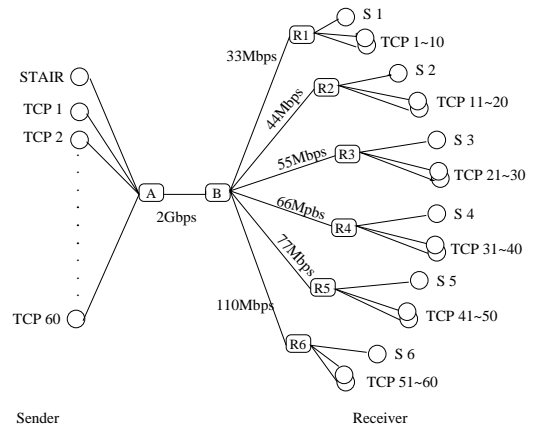 S 1
R1
TCP 1~10
33Mbps
STAIR
S 2
R2
TCP 1
TCP 11~20
44Mbps
TCP 2
S 3
R3
55Mbps
TCP 21~30
A
B
2Gbps
66Mpbs
S 4
R4
TCP 31~40
77Mbps
S 5
R5
110Mbps
TCP 41~50
TCP 60
R6
S 6
TCP 51~60
Sender
Receiver